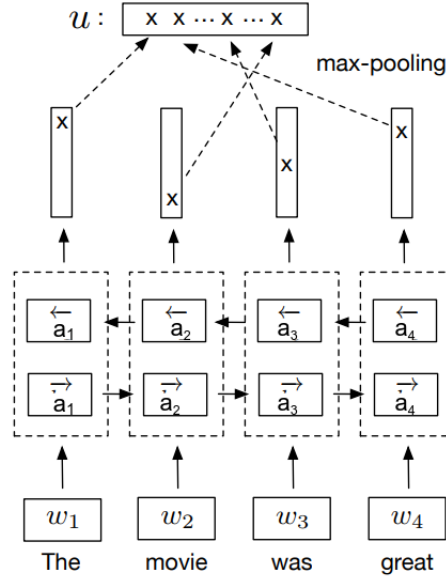 u : x x ... x ... x
max-pooling
x x x x
←a₁ ←a₂ ←a₃ ←a₄
→a₁ →a₂ →a₃ →a₄
w₁ w₂ w₃ w₄
The movie was great